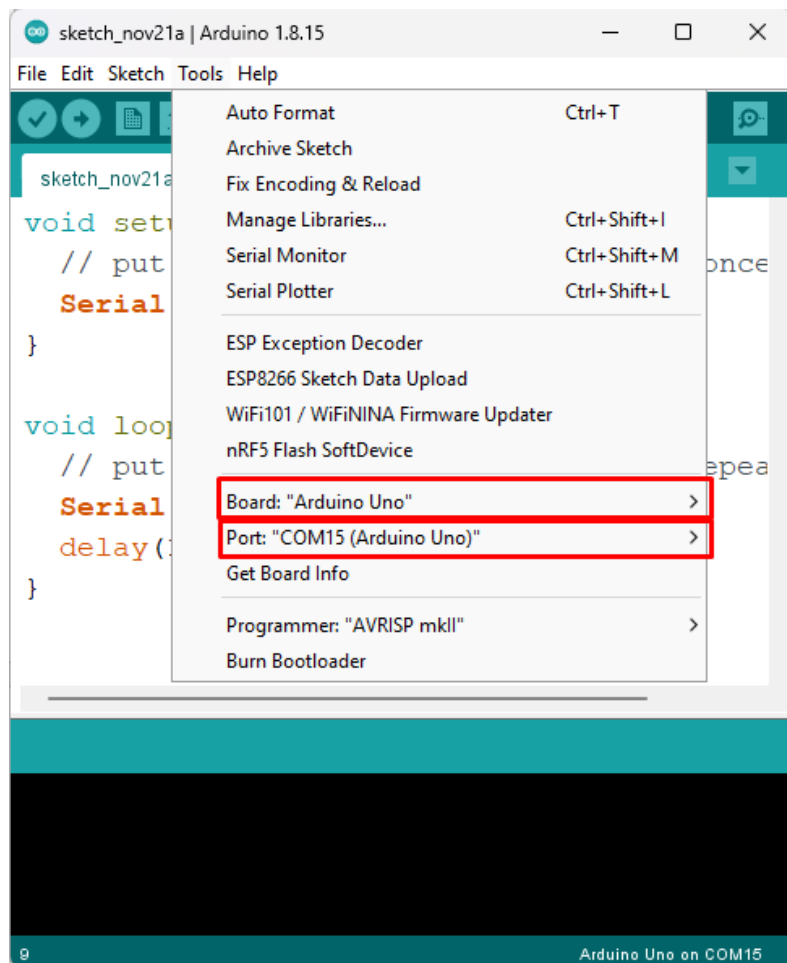 sketch_nov21a | Arduino 1.8.15
File Edit Sketch Tools Help
sketch_nov21a
Auto Format Ctrl+T
Archive Sketch
Fix Encoding & Reload
Manage Libraries... Ctrl+Shift+I
Serial Monitor Ctrl+Shift+M
Serial Plotter Ctrl+Shift+L
ESP Exception Decoder
ESP8266 Sketch Data Upload
WiFi101 / WiFiNINA Firmware Updater
nRF5 Flash SoftDevice
Board: "Arduino Uno"
Port: "COM15 (Arduino Uno)"
Get Board Info
Programmer: "AVRISP mkII"
Burn Bootloader
void
// put once
Serial
}
void
// put
Serial
delay(
}
9 Arduino Uno on COM15